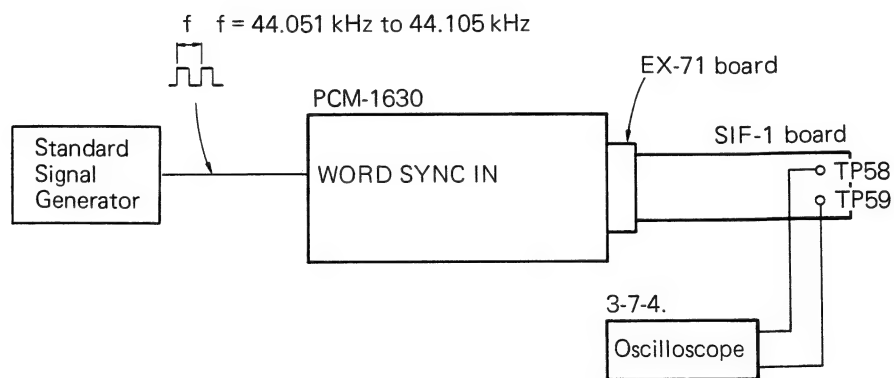 f f = 44.051 kHz to 44.105 kHz
EX-71 board
PCM-1630
SIF-1 board
Standard
Signal
Generator
WORD SYNC IN
TP58
TP59
3-7-4.
Oscilloscope